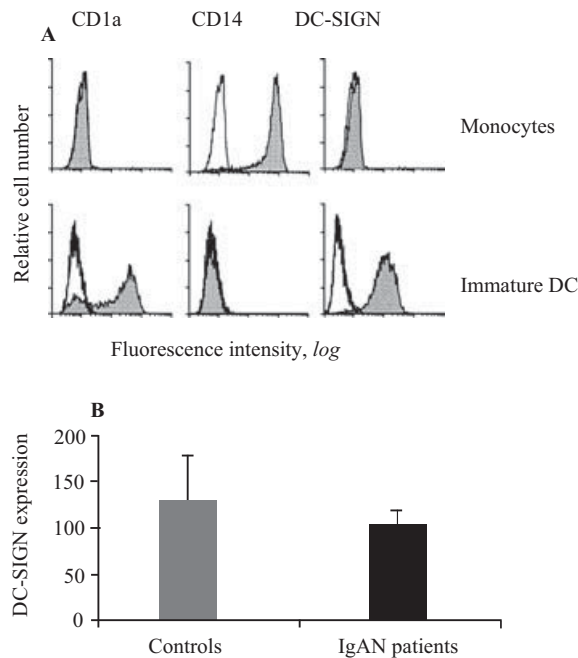 CD1a CD14 DC-SIGN
A
Relative cell number
Monocytes
Immature DC
Fluorescence intensity, log
B
DC-SIGN expression
200
150
100
50
0
Controls IgAN patients